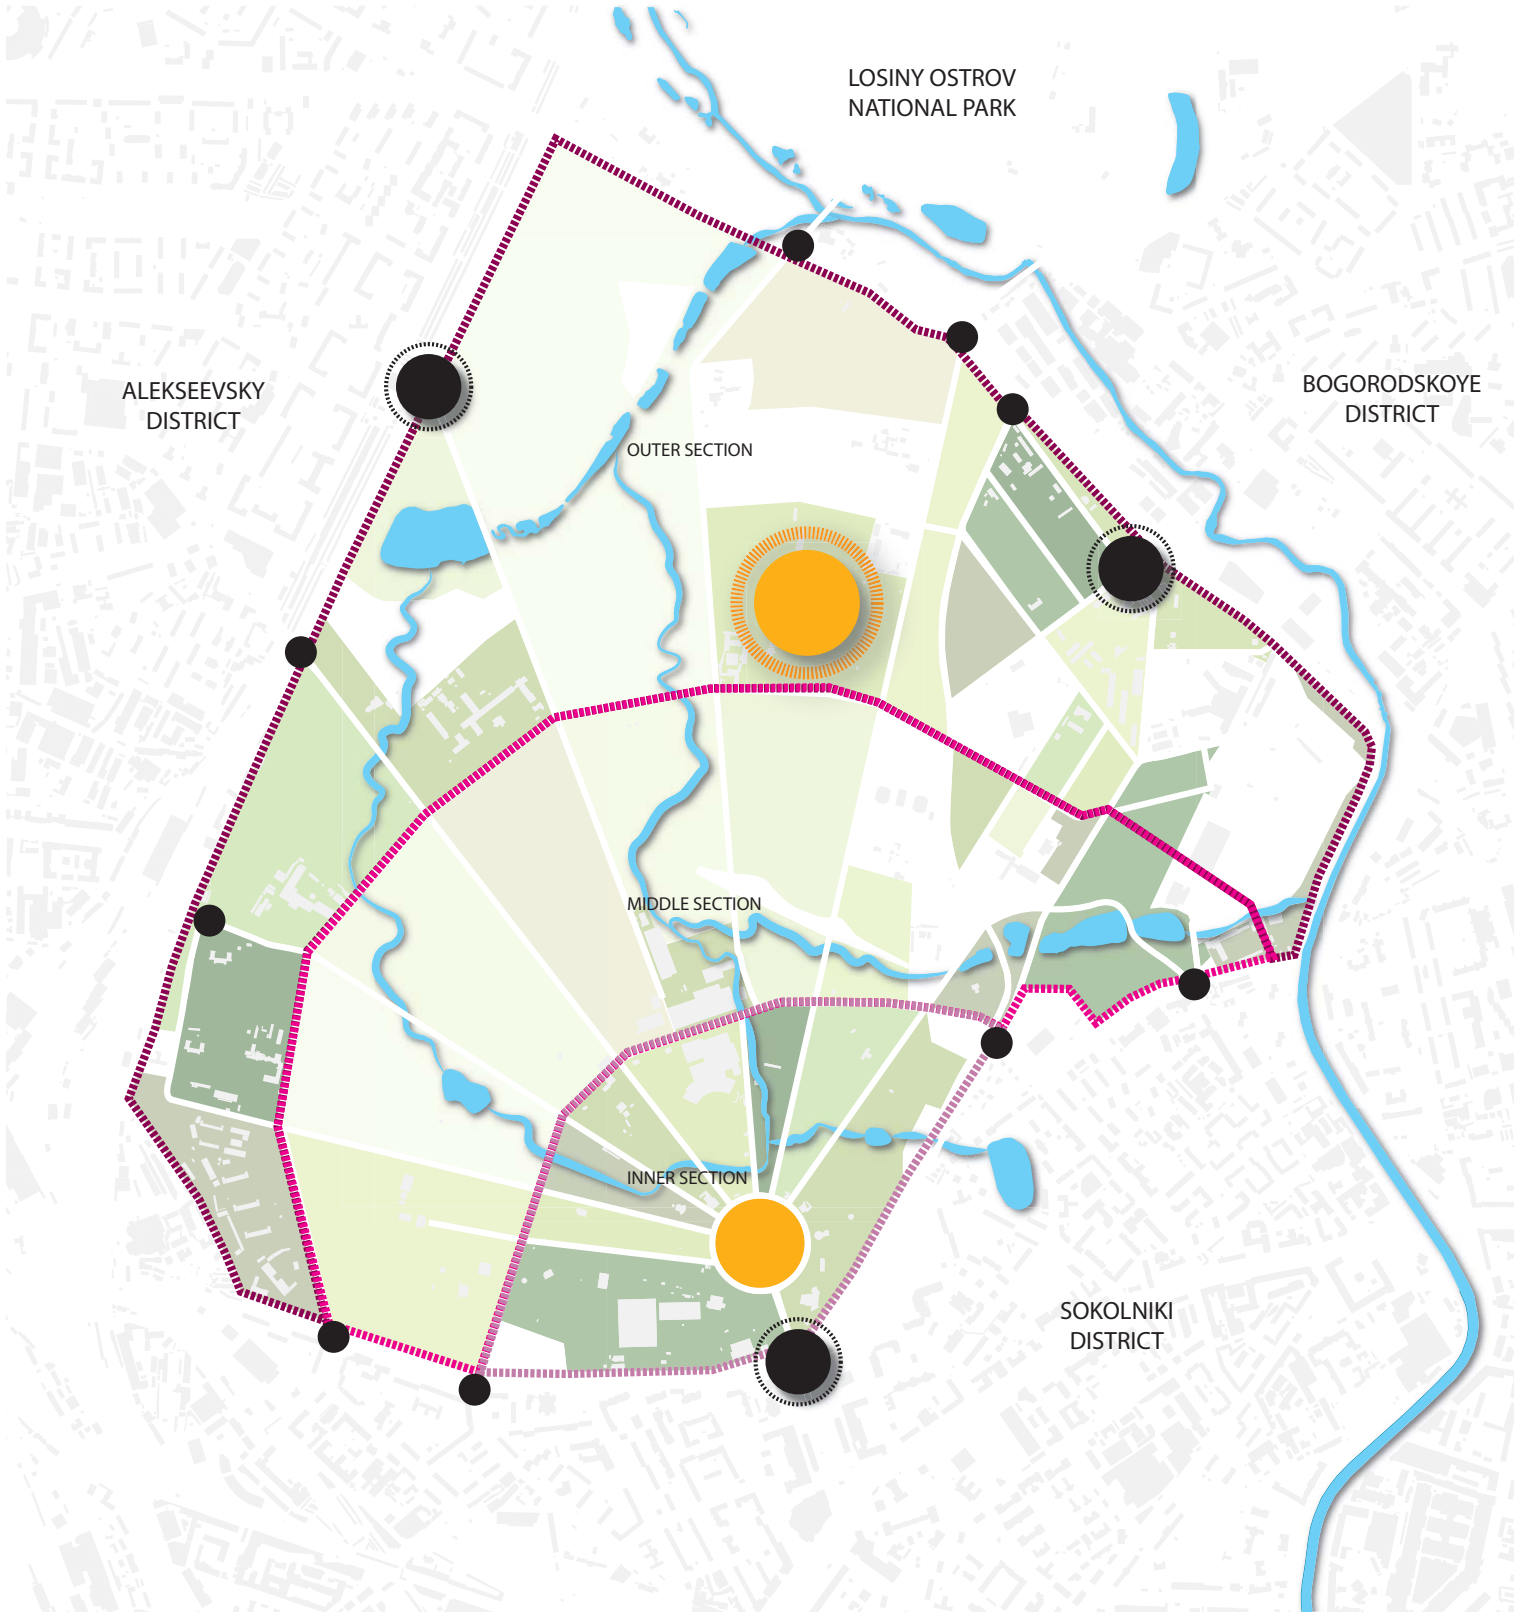 LOSINY OSTROV
NATIONAL PARK
ALEKSEEVSKY
DISTRICT
BOGORODSKOYE
DISTRICT
OUTER SECTION
MIDDLE SECTION
INNER SECTION
SOKOLNIKI
DISTRICT